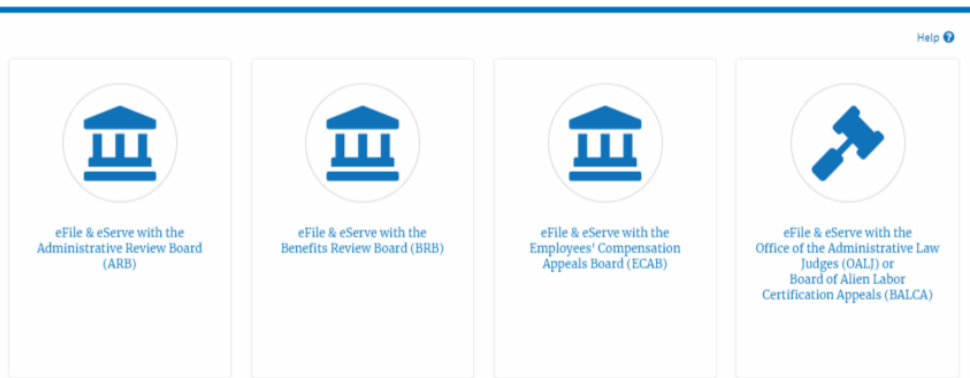 Help
eFile & eServe with the
Administrative Review Board
(ARB)
eFile & eServe with the
Benefits Review Board (BRB)
eFile & eServe with the
Employees' Compensation
Appeals Board (ECAB)
eFile & eServe with the
Office of the Administrative Law
Judges (OALJ) or
Board of Alien Labor
Certification Appeals (BALCA)